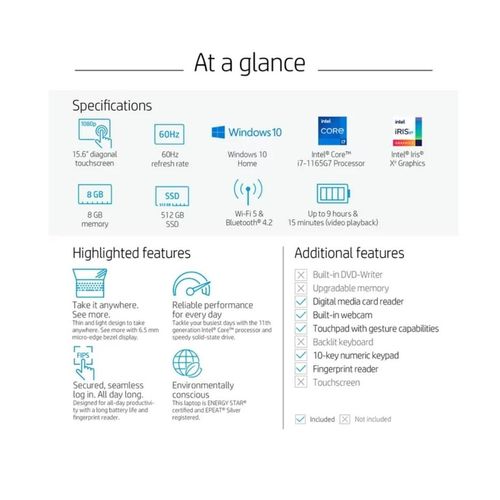 At a glance
Specifications
1080p
60Hz
Windows 10
intel
CORE
i7
intel
iRIS xe
GRAPHICS
15.6" diagonal
touchscreen
60Hz
refresh rate
Windows 10
Home
Intel® Core™
i7-1165G7 Processor
Intel® Iris®
Xᵉ Graphics
8 GB
SSD
8 GB
memory
512 GB
SSD
Wi-Fi 5 &
Bluetooth® 4.2
Up to 9 hours &
15 minutes (video playback)
Highlighted features
Take it anywhere.
See more.
Thin and light design to take
anywhere. See more with 6.5 mm
micro-edge bezel display.
Reliable performance
for every day
Tackle your busiest days with the 11th
generation Intel® Core™ processor and
speedy solid-state drive.
FIPS
Secured, seamless
log in. All day long.
Designed for all-day productivi-
ty with a long battery life and
fingerprint reader.
Environmentally
conscious
This laptop is ENERGY STAR®
certified and EPEAT® Silver
registered.
Additional features
Built-in DVD-Writer
Upgradable memory
Digital media card reader
Built-in webcam
Touchpad with gesture capabilities
Backlit keyboard
10-key numeric keypad
Fingerprint reader
Touchscreen
Included
Not included